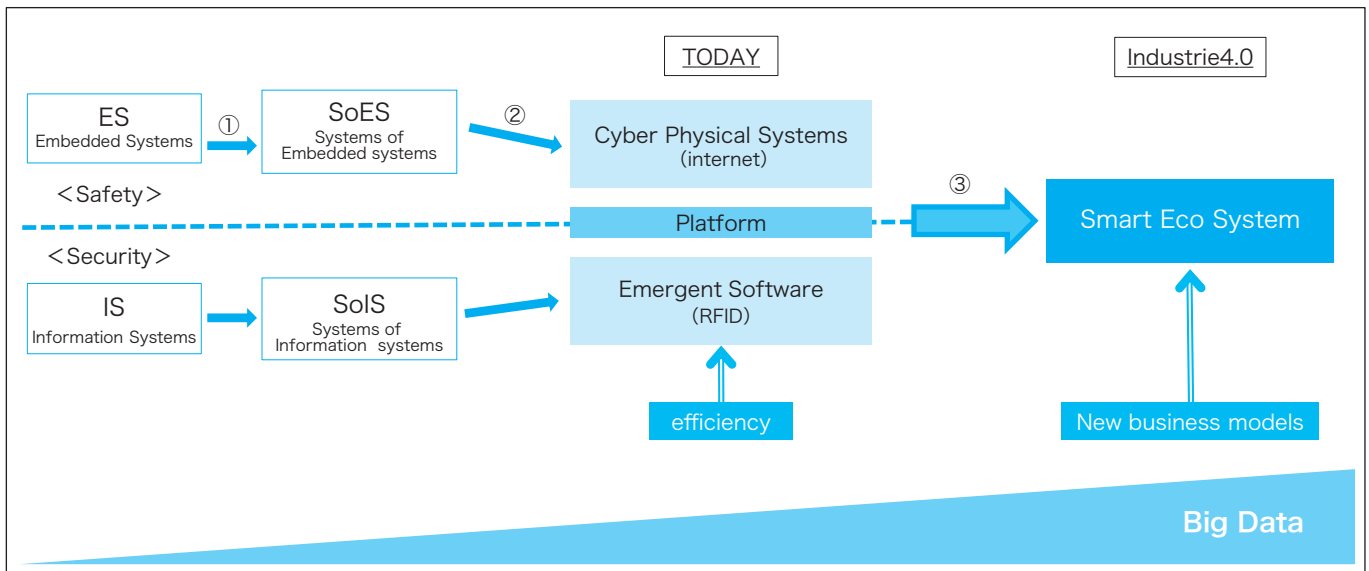 TODAY
Industrie4.0
ES
Embedded Systems
①
SoES
Systems of
Embedded systems
②
Cyber Physical Systems
(internet)
<Safety>
③
Platform
Smart Eco System
<Security>
IS
Information Systems
SoIS
Systems of
Information systems
Emergent Software
(RFID)
efficiency
New business models
Big Data